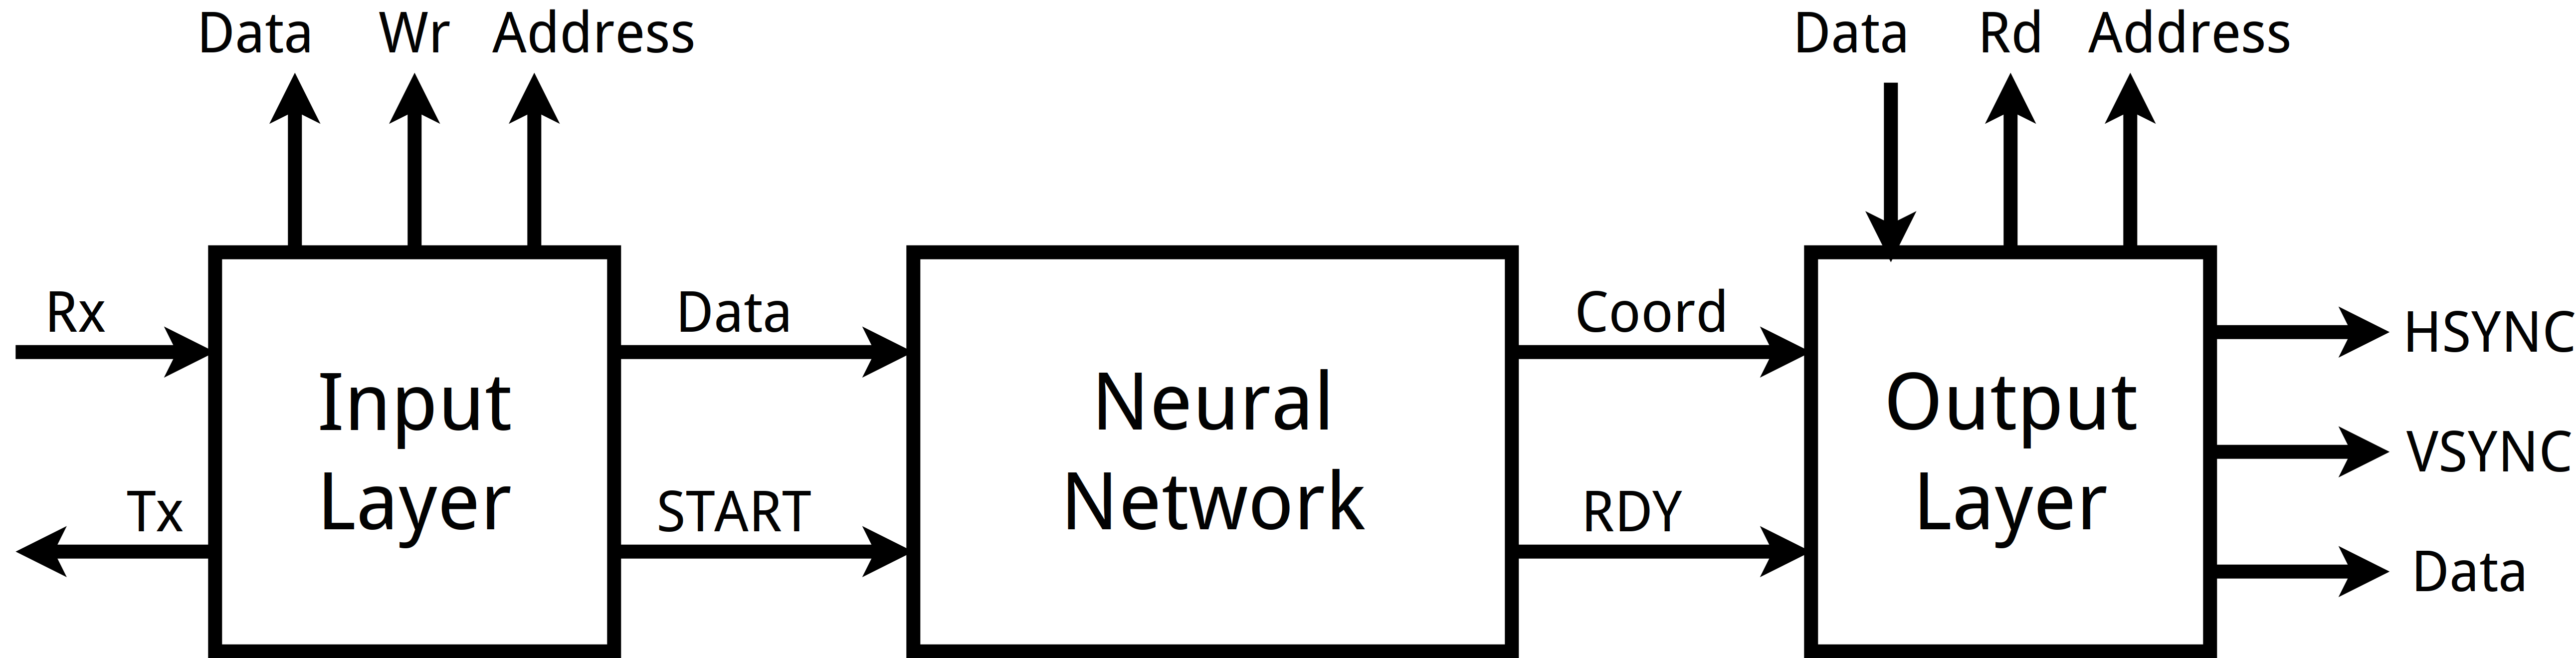 Data Wr Address
Data Rd Address
Rx
Data
Coord
HSYNC
Input
Layer
Neural
Network
Output
Layer
VSYNC
Tx
START
RDY
Data